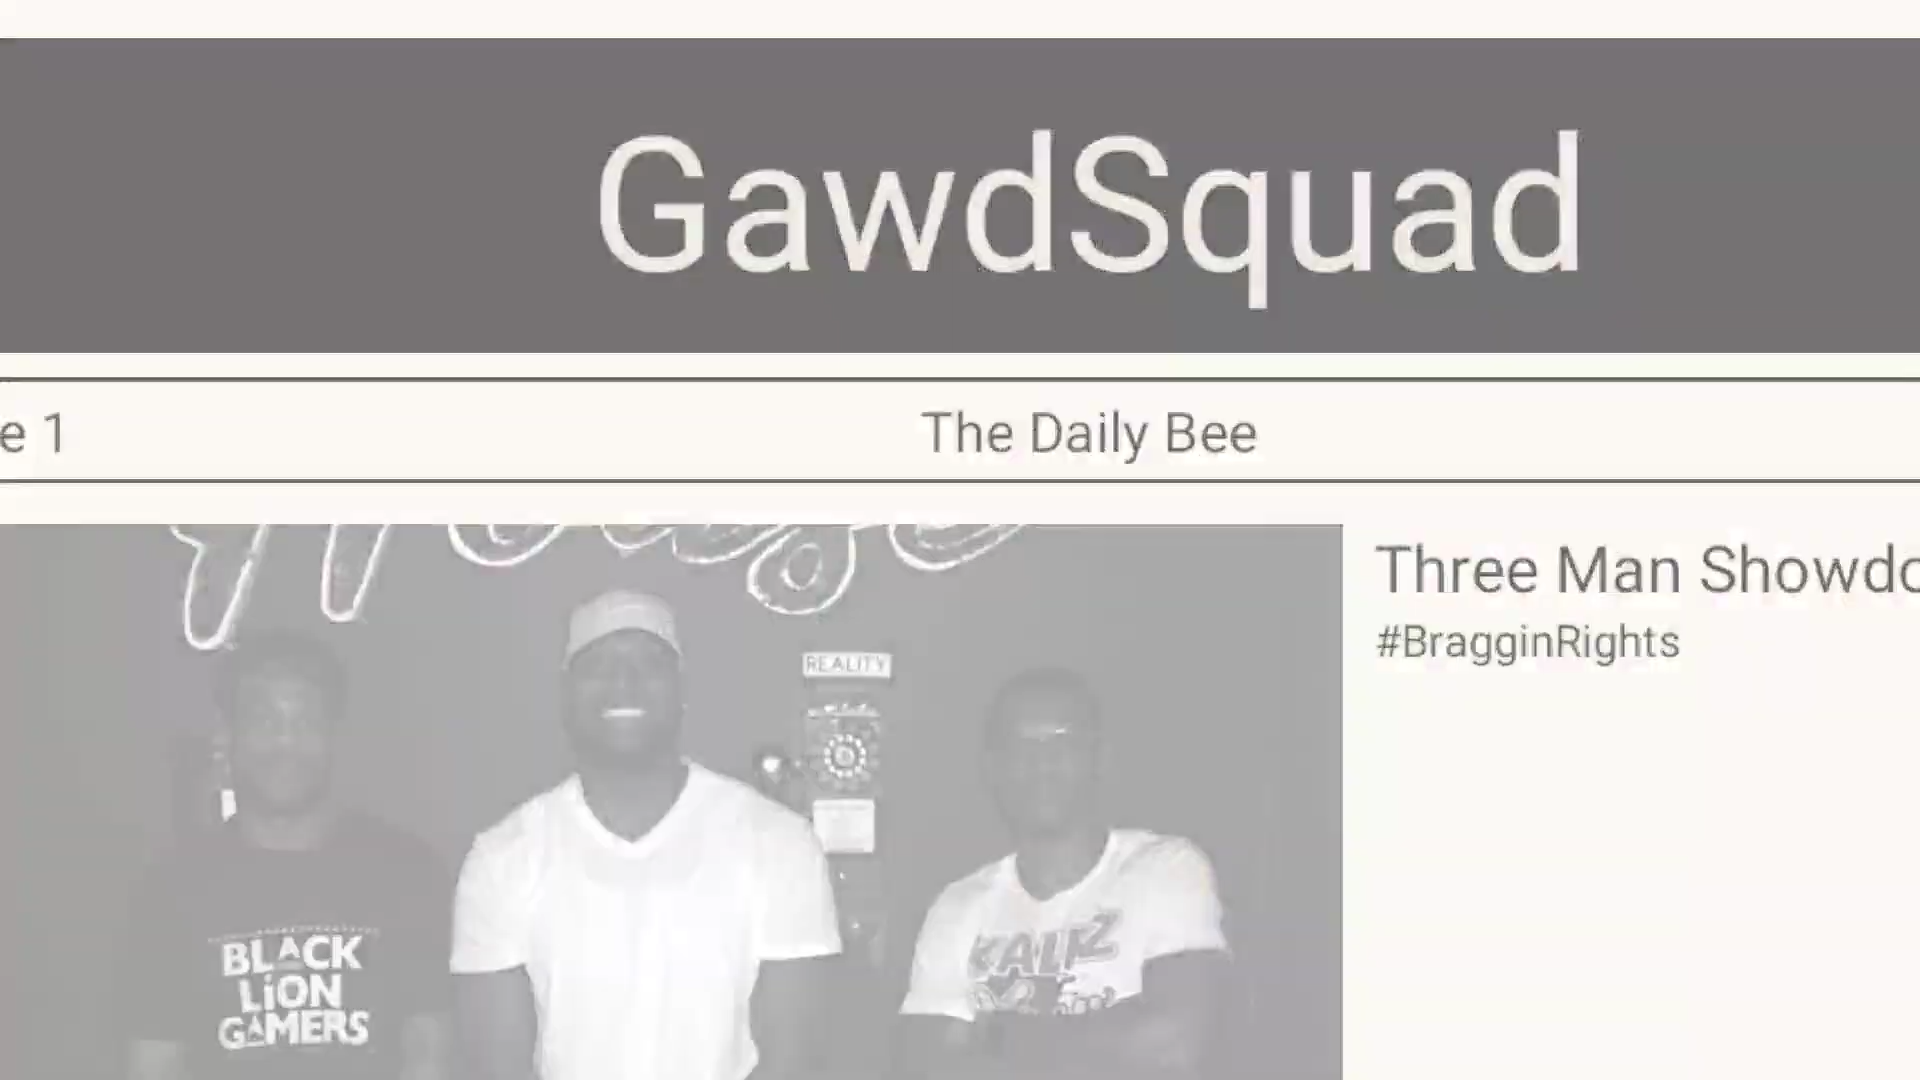 GawdSquad
e 1
The Daily Bee
Three Man Showdo
#BragginRights
REALITY
BLACK
LiON
GAMERS